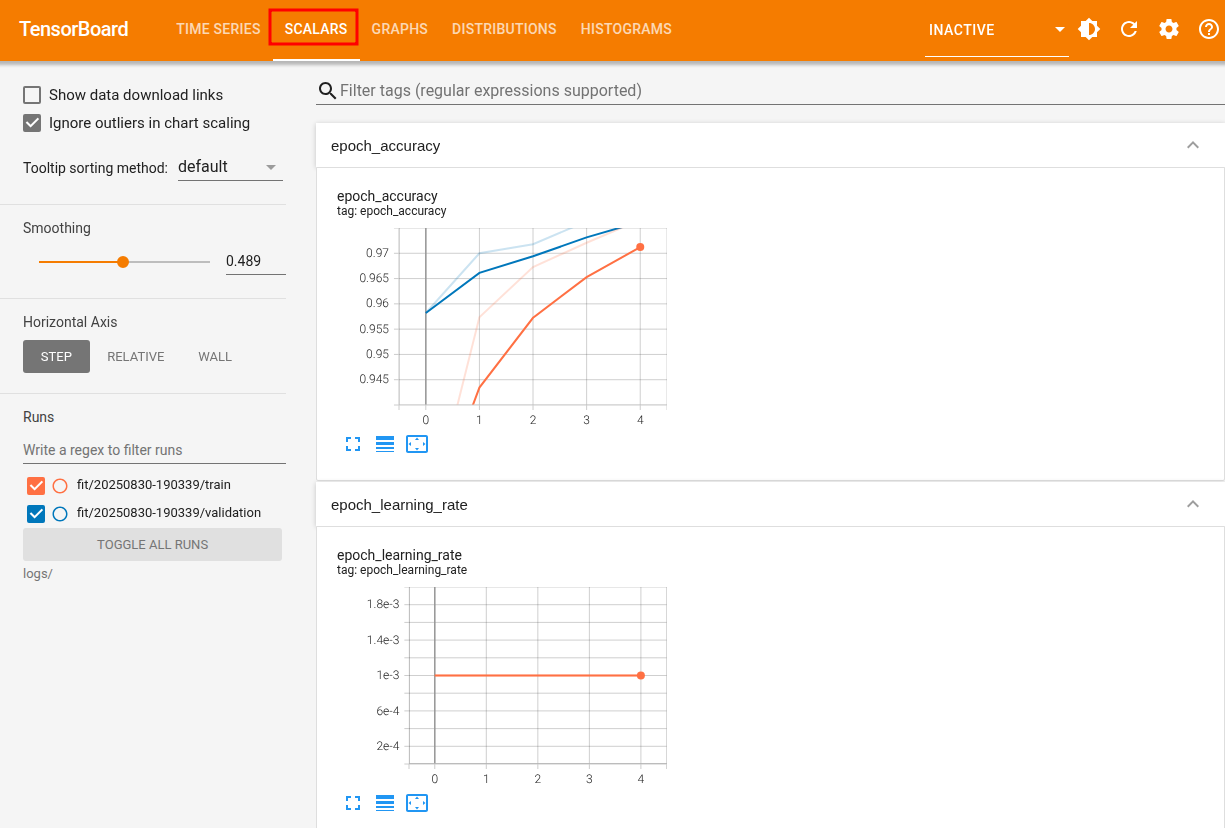 TensorBoard TIME SERIES SCALARS GRAPHS DISTRIBUTIONS HISTOGRAMS INACTIVE
Show data download links
Ignore outliers in chart scaling
Tooltip sorting method: default
Smoothing
0.489
Horizontal Axis
STEP RELATIVE WALL
Runs
Write a regex to filter runs
fit/20250830-190339/train
fit/20250830-190339/validation
TOGGLE ALL RUNS
logs/
Filter tags (regular expressions supported)
epoch_accuracy
epoch_accuracy
tag: epoch_accuracy
0.97
0.965
0.96
0.955
0.95
0.945
0 1 2 3 4
epoch_learning_rate
epoch_learning_rate
tag: epoch_learning_rate
1.8e-3
1.4e-3
1e-3
6e-4
2e-4
0 1 2 3 4